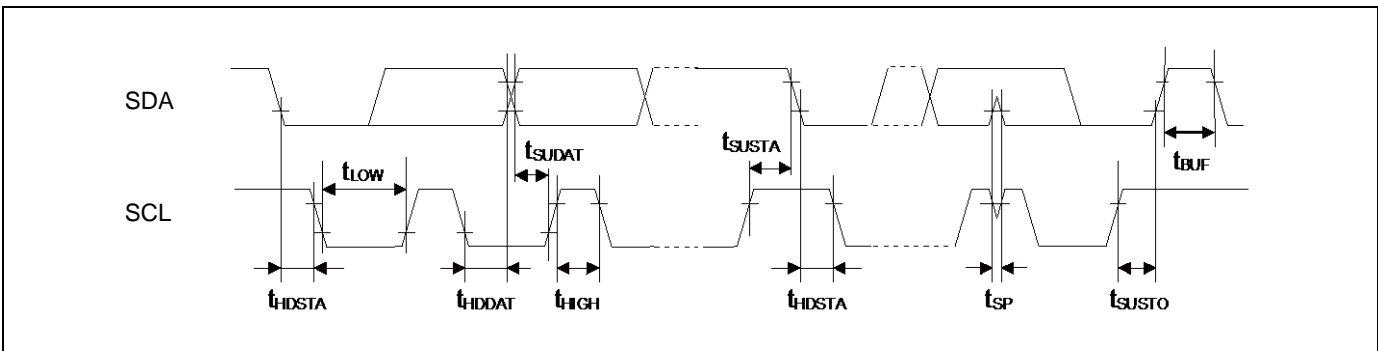 SDA
tSUDAT
tSUSTA
tBUF
tLOW
SCL
tHDSTA
tHDDAT
tHIGH
tHDSTA
tSP
tSUSTO